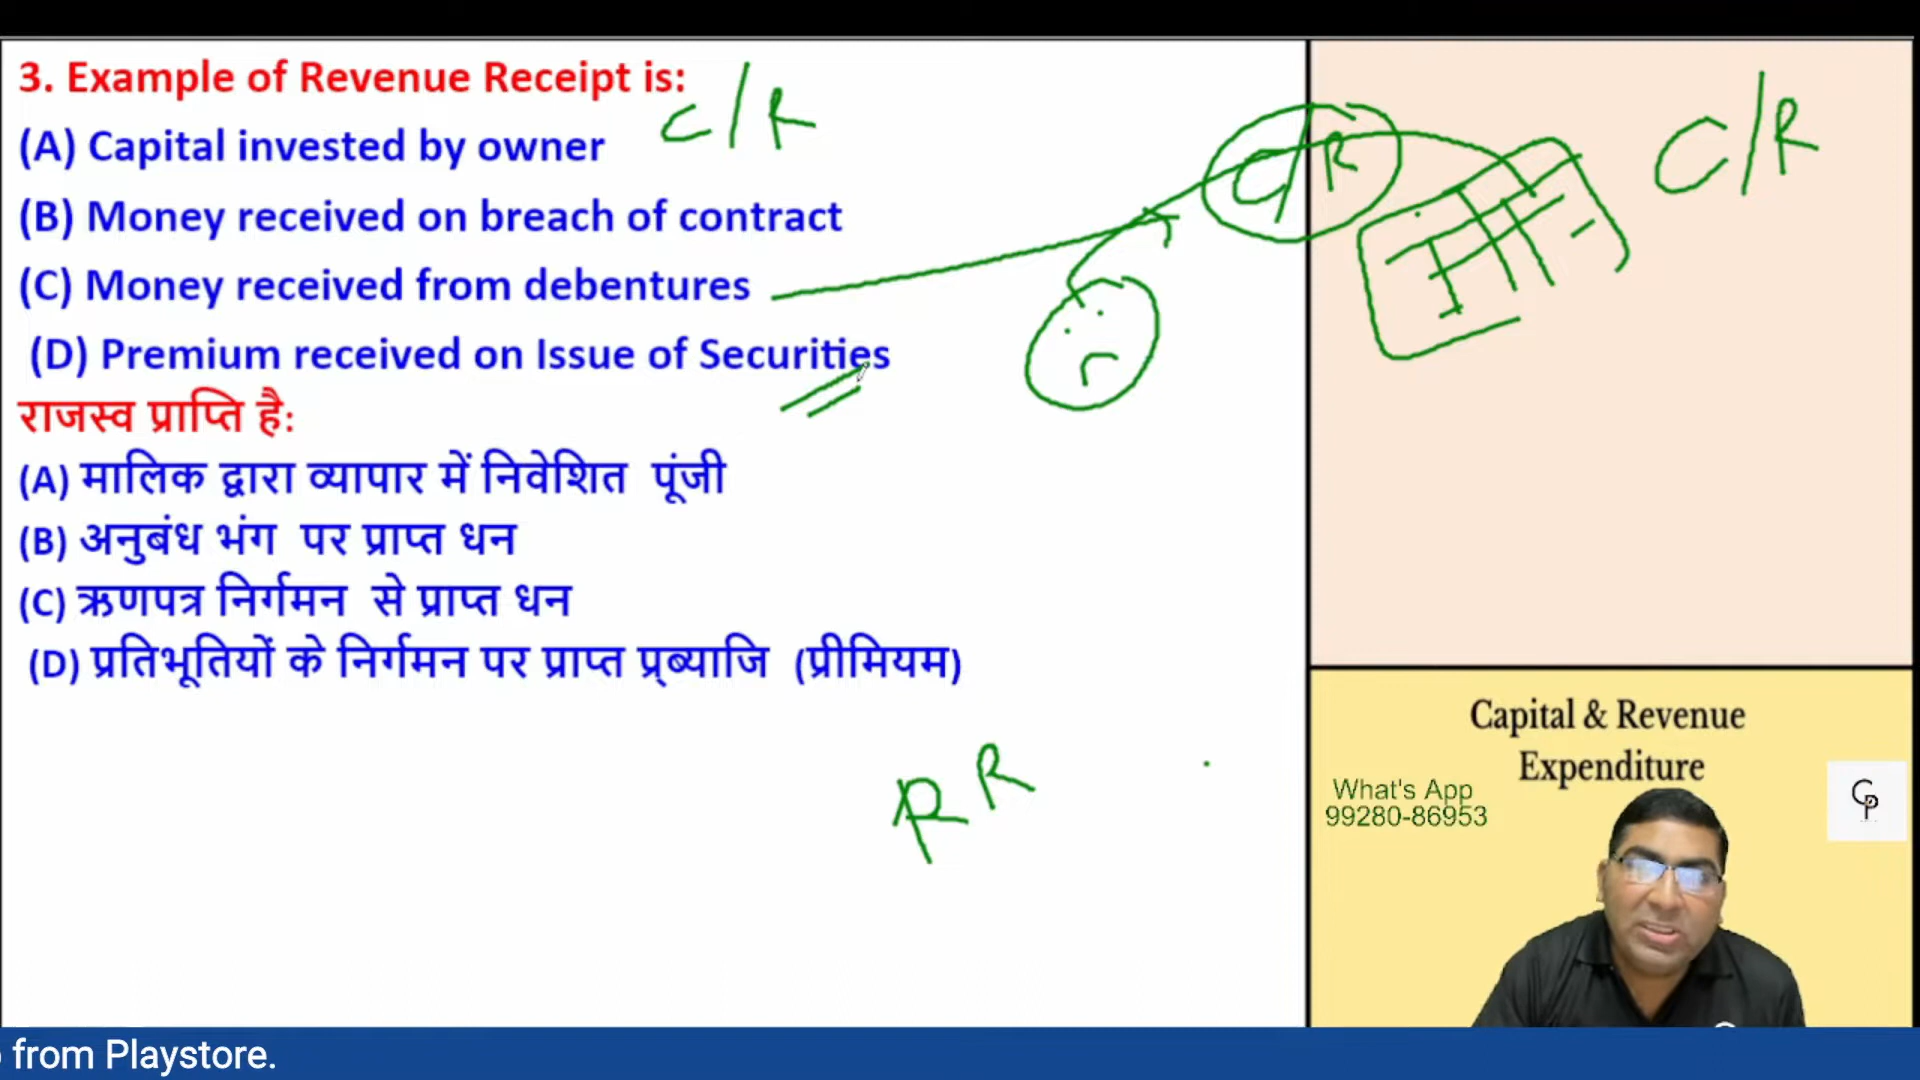 3. Example of Revenue Receipt is:
(A) Capital invested by owner
C/R
(B) Money received on breach of contract
(C) Money received from debentures
C/R
C/R
(D) Premium received on Issue of Securities
राजस्व प्राप्ति है:
(A) मालिक द्वारा व्यापार में निवेशित पूंजी
(B) अनुबंध भंग पर प्राप्त धन
(C) ऋणपत्र निर्गमन से प्राप्त धन
(D) प्रतिभूतियों के निर्गमन पर प्राप्त प्र्ब्याजि (प्रीमियम)
R R
Capital & Revenue
Expenditure
What's App
99280-86953
CP
from Playstore.